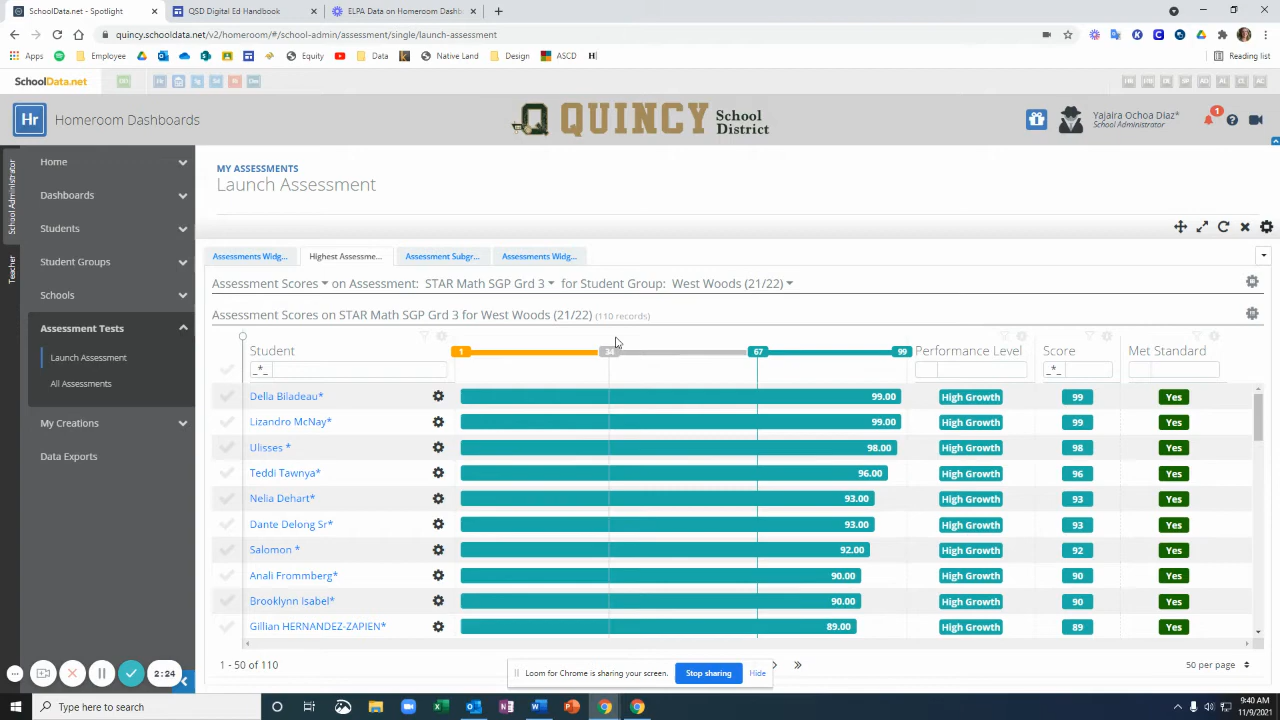 SchoolData.net - Spotlight
QSD Digital Ed Handbook
ELPA Data on Homeroom Dashb
quincy.schooldata.net/v2/homeroom/#/school-admin/assessment/single/launch-assessment
Apps
Employee
Equity
Data
Native Land
Design
ASCD
H|
Reading list
SchoolData.net
Hr
Homeroom Dashboards
QUINCY School District
Yajaira Ochoa Diaz*
School Administrator
1
School Administrator
Teacher
Home
Dashboards
Students
Student Groups
Schools
Assessment Tests
Launch Assessment
All Assessments
My Creations
Data Exports
MY ASSESSMENTS
Launch Assessment
Assessments Widg...
Highest Assessme...
Assessment Subgr...
Assessments Widg...
Assessment Scores on Assessment: STAR Math SGP Grd 3 for Student Group: West Woods (21/22)
Assessment Scores on STAR Math SGP Grd 3 for West Woods (21/22) (110 records)
Student 1 34 67 99 Performance Level Score Met Standard
_*_ _*_
Della Biladeau* 99.00 High Growth 99 Yes
Lizandro McNay* 99.00 High Growth 99 Yes
Ulisses * 98.00 High Growth 98 Yes
Teddi Tawnya* 96.00 High Growth 96 Yes
Nelia Dehart* 93.00 High Growth 93 Yes
Dante Delong Sr* 93.00 High Growth 93 Yes
Salomon * 92.00 High Growth 92 Yes
Anali Frommberg* 90.00 High Growth 90 Yes
Brooklynn Isabel* 90.00 High Growth 90 Yes
Gillian HERNANDEZ-ZAPIEN* 89.00 High Growth 89 Yes
1 - 50 of 110
50 per page
2:24
Loom for Chrome is sharing your screen.
Stop sharing
Hide
Type here to search
9:40 AM
11/9/2021